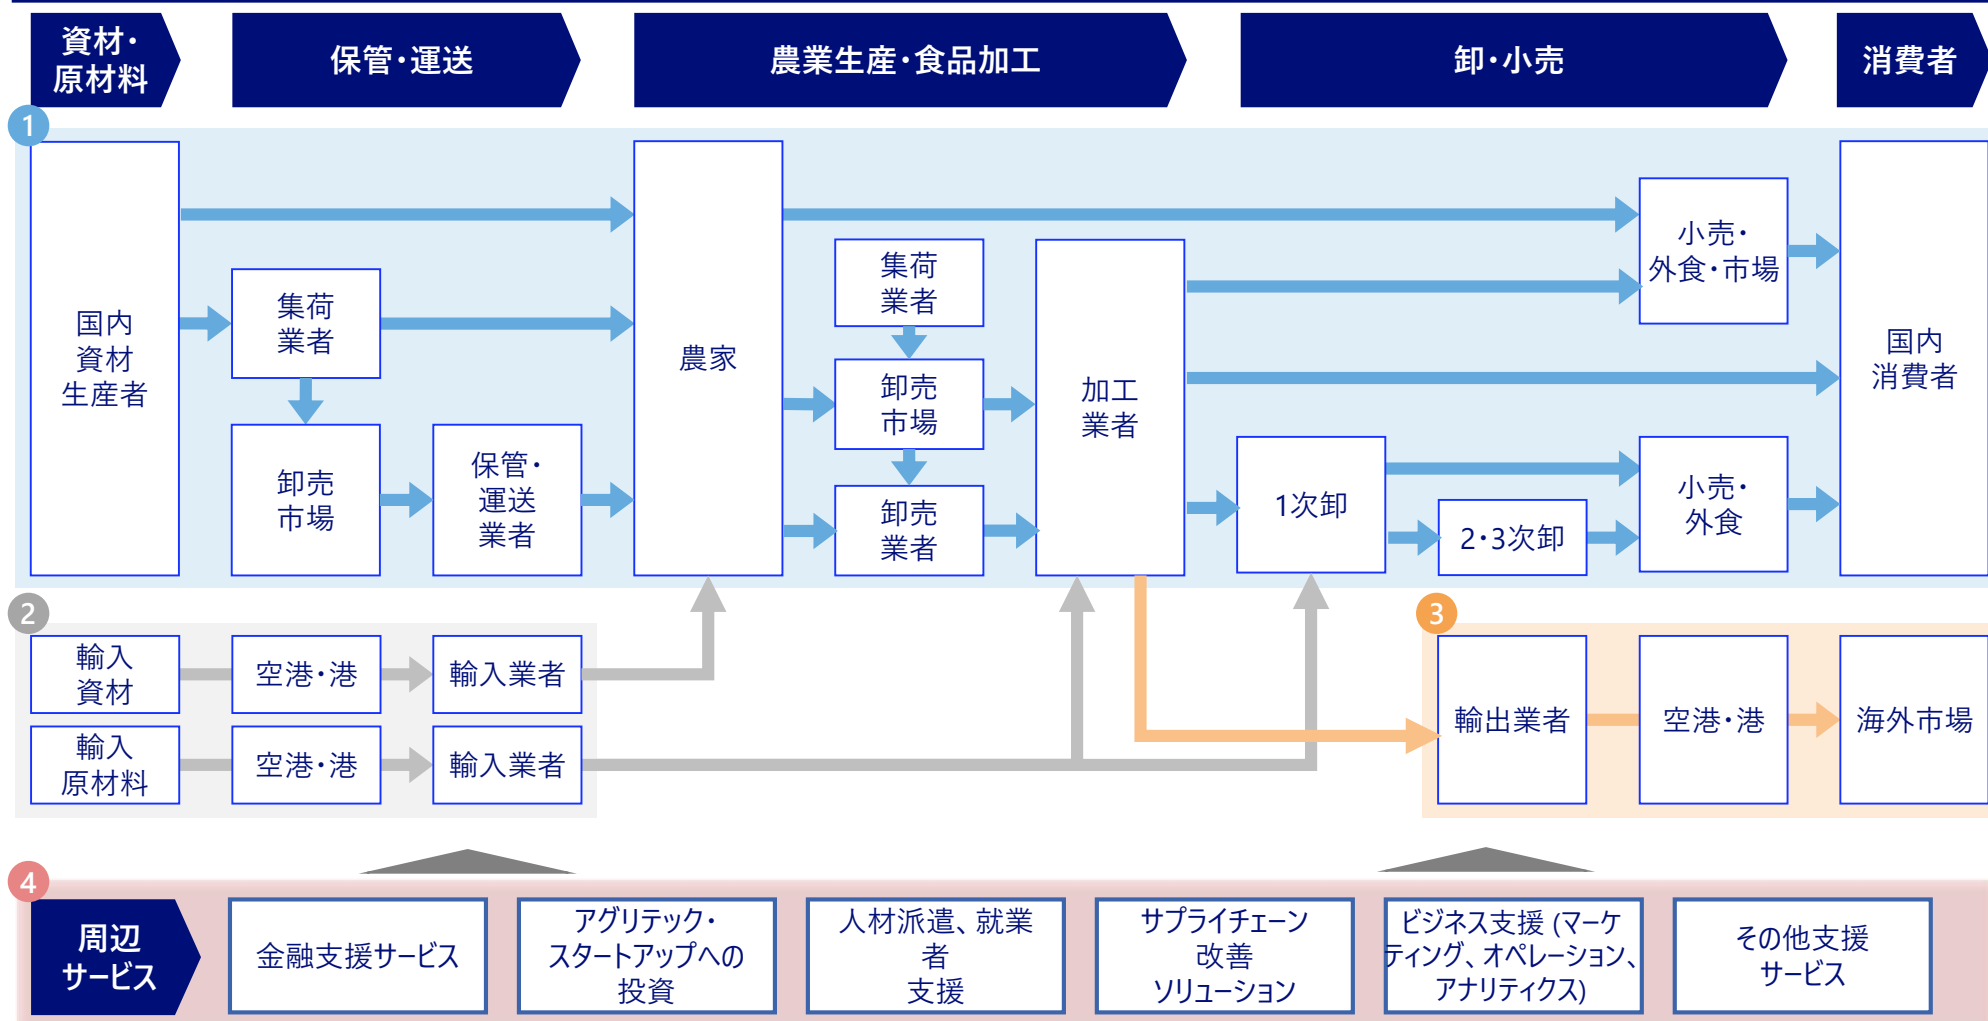 資材・
原材料
保管・運送
農業生産・食品加工
卸・小売
消費者
1
国内
資材
生産者
集荷
業者
卸売
市場
保管・
運送
業者
農家
集荷
業者
卸売
市場
卸売
業者
加工
業者
1次卸
2・3次卸
小売・
外食・市場
小売・
外食
国内
消費者
2
輸入
資材
空港・港
輸入業者
輸入
原材料
空港・港
輸入業者
3
輸出業者
空港・港
海外市場
4
周辺
サービス
金融支援サービス
アグリテック・
スタートアップへの
投資
人材派遣、就業
者
支援
サプライチェーン
改善
ソリューション
ビジネス支援 (マーケ
ティング、オペレーション、
アナリティクス)
その他支援
サービス